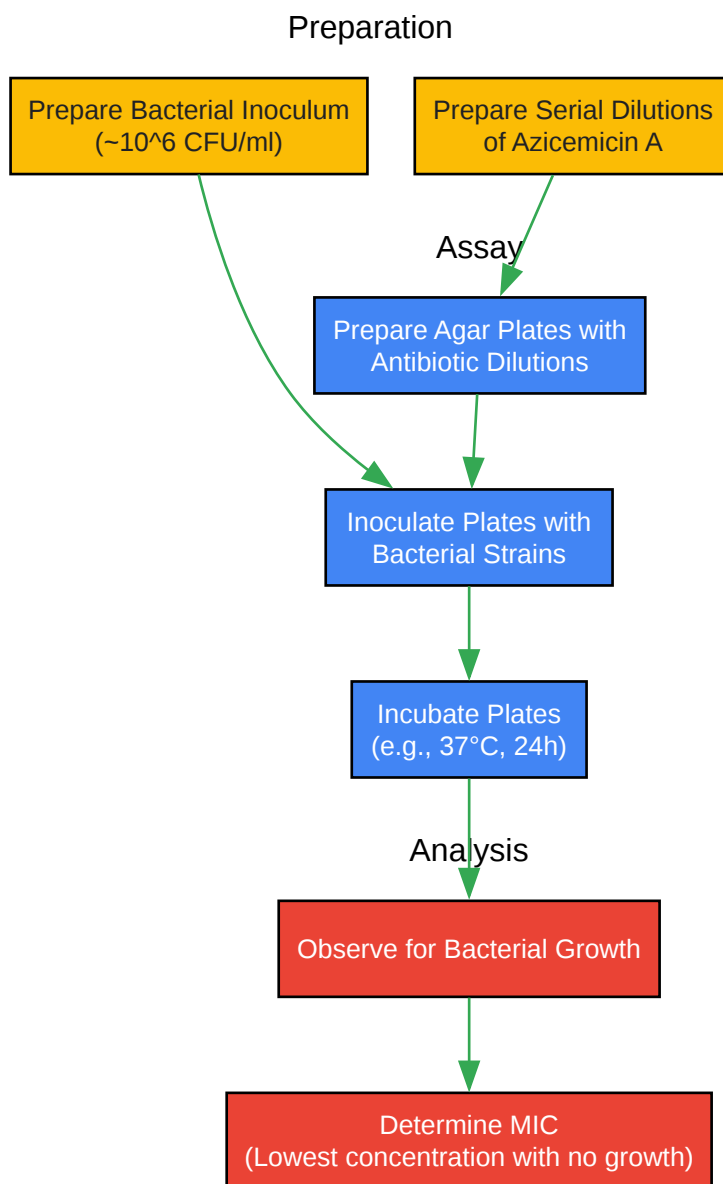 Preparation
Prepare Bacterial Inoculum
(~10^6 CFU/ml)
Prepare Serial Dilutions
of Azicemicin A
Assay
Prepare Agar Plates with
Antibiotic Dilutions
Inoculate Plates with
Bacterial Strains
Incubate Plates
(e.g., 37°C, 24h)
Analysis
Observe for Bacterial Growth
Determine MIC
(Lowest concentration with no growth)